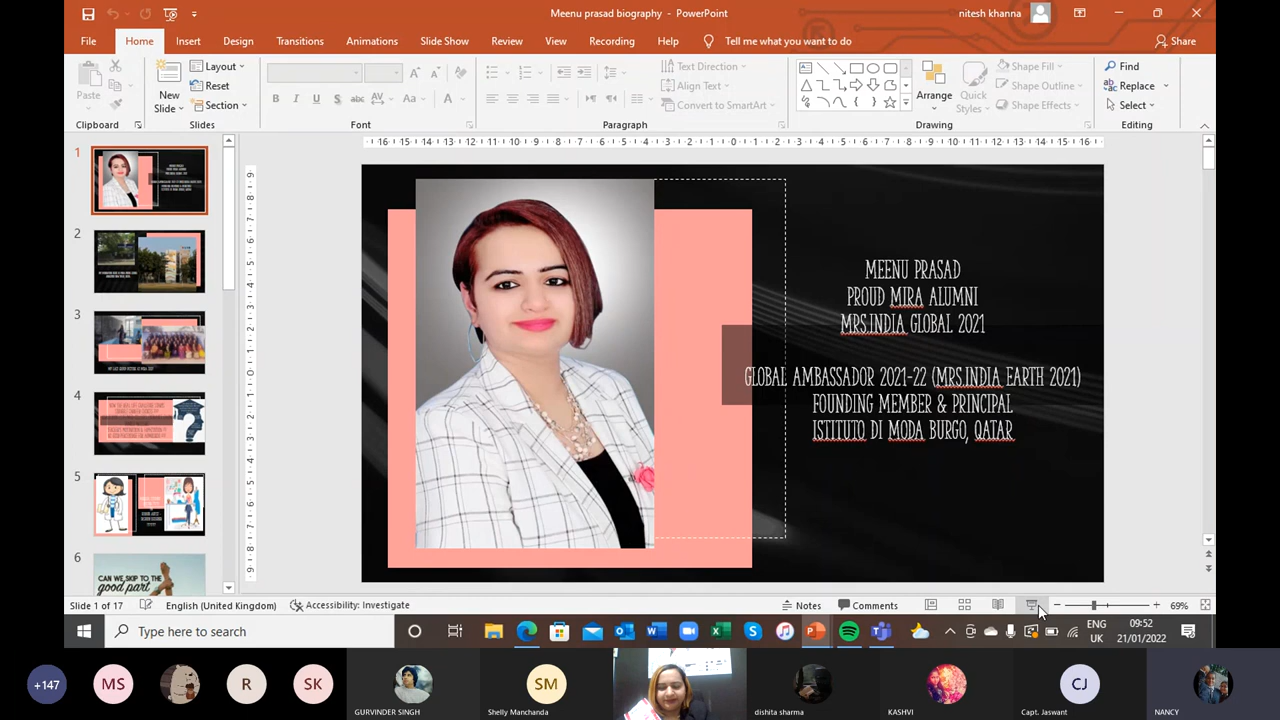 Meenu prasad biography - PowerPoint
nitesh khanna
File Home Insert Design Transitions Animations Slide Show Review View Recording Help Tell me what you want to do Share
Paste
New Slide
Layout
Reset
Section
Text Direction
Align Text
Convert to SmartArt
Arrange
Quick Styles
Shape Fill
Shape Outline
Shape Effects
Find
Replace
Select
Clipboard Slides Font Paragraph Drawing Editing
1
2
3
4
5
6
CAN WE SKIP TO THE
good part
MEENU PRASAD
PROUD MIRA ALUMNI
MRS.INDIA GLOBAL 2021
GLOBAL AMBASSADOR 2021-22 (MRS.INDIA EARTH 2021)
FOUNDING MEMBER & PRINCIPAL
ISTITUTO DI MODA BURGO, QATAR
Slide 1 of 17 English (United Kingdom) Accessibility: Investigate Notes Comments 69%
Type here to search
ENG
UK
09:52
21/01/2022
+147 MS R SK SM CJ
GURVINDER SINGH Shelly Manchanda dishita sharma KASHVI Capt. Jaswant NANCY